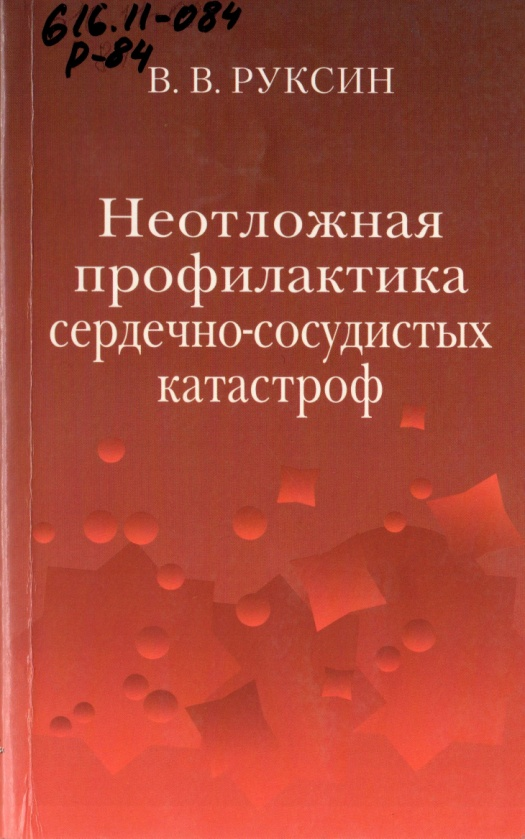 616.11-084
Р-84
В. В. РУКСИН
Неотложная
профилактика
сердечно-сосудистых
катастроф